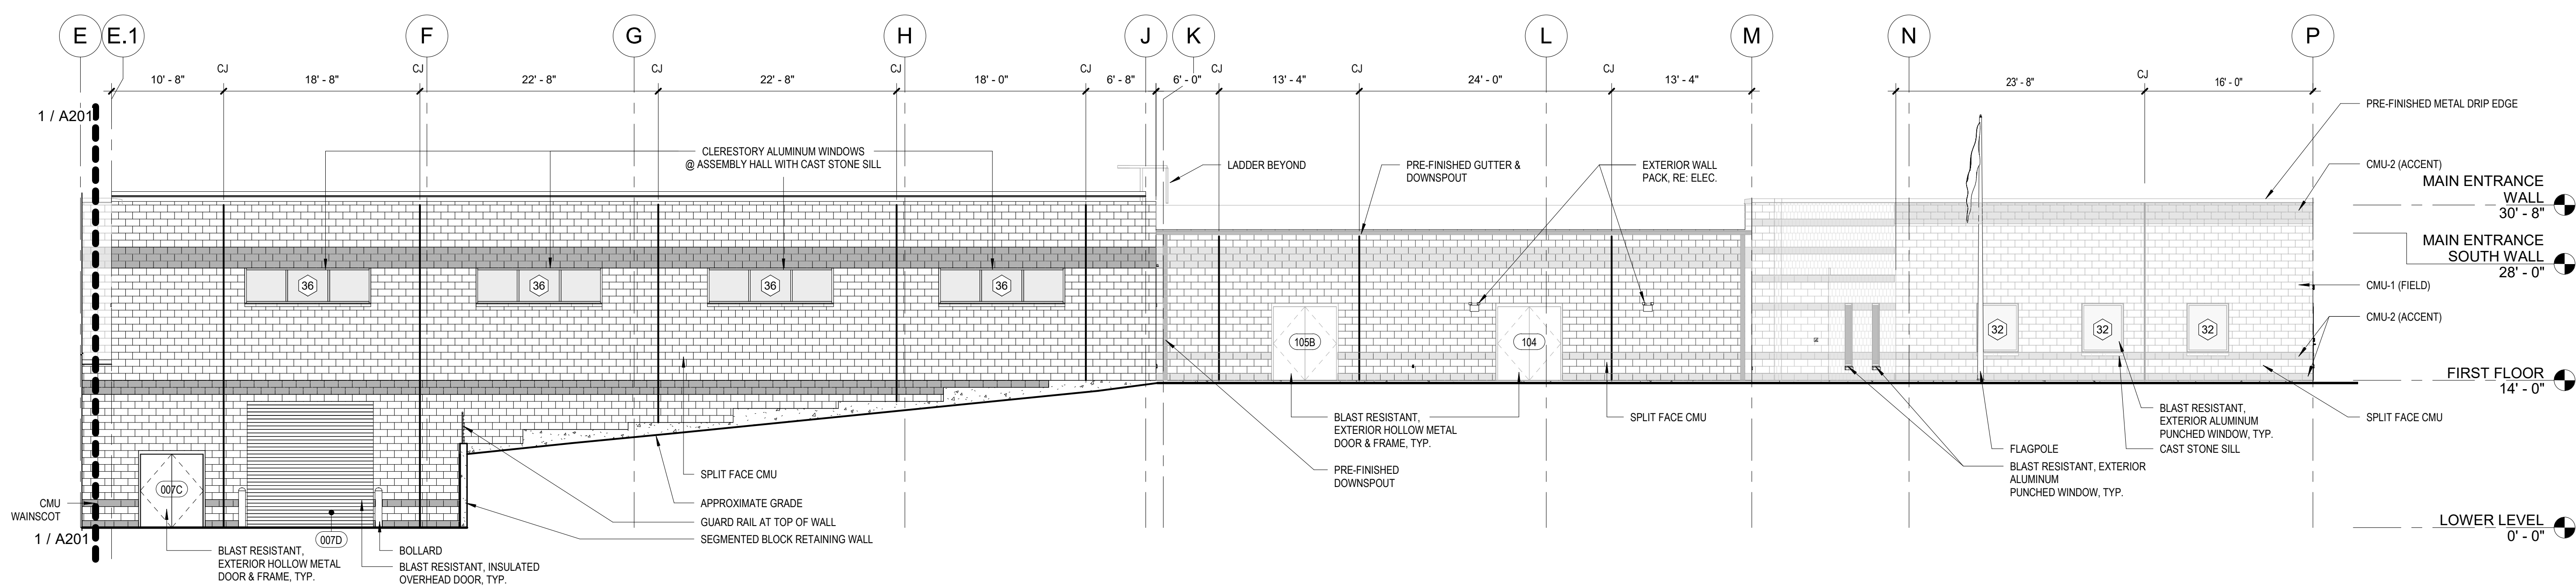 E
E.1
F
G
H
J
K
L
M
N
P
CJ
CJ
CJ
CJ
CJ
CJ
CJ
CJ
CJ
10' - 8"
18' - 8"
22' - 8"
22' - 8"
18' - 0"
6' - 8"
6' - 0"
13' - 4"
24' - 0"
13' - 4"
23' - 8"
16' - 0"
1 / A201
CLERESTORY ALUMINUM WINDOWS
@ ASSEMBLY HALL WITH CAST STONE SILL
LADDER BEYOND
PRE-FINISHED GUTTER &
DOWNSPOUT
EXTERIOR WALL
PACK, RE: ELEC.
PRE-FINISHED METAL DRIP EDGE
CMU-2 (ACCENT)
MAIN ENTRANCE
WALL
30' - 8"
MAIN ENTRANCE
SOUTH WALL
28' - 0"
CMU-1 (FIELD)
CMU-2 (ACCENT)
36
36
36
36
105B
104
32
32
32
FIRST FLOOR
14' - 0"
BLAST RESISTANT,
EXTERIOR HOLLOW METAL
DOOR & FRAME, TYP.
SPLIT FACE CMU
BLAST RESISTANT,
EXTERIOR ALUMINUM
PUNCHED WINDOW, TYP.
CAST STONE SILL
SPLIT FACE CMU
FLAGPOLE
BLAST RESISTANT, EXTERIOR
ALUMINUM
PUNCHED WINDOW, TYP.
PRE-FINISHED
DOWNSPOUT
SPLIT FACE CMU
APPROXIMATE GRADE
GUARD RAIL AT TOP OF WALL
SEGMENTED BLOCK RETAINING WALL
007C
CMU
WAINSCOT
007D
1 / A201
BLAST RESISTANT,
EXTERIOR HOLLOW METAL
DOOR & FRAME, TYP.
BOLLARD
BLAST RESISTANT, INSULATED
OVERHEAD DOOR, TYP.
LOWER LEVEL
0' - 0"